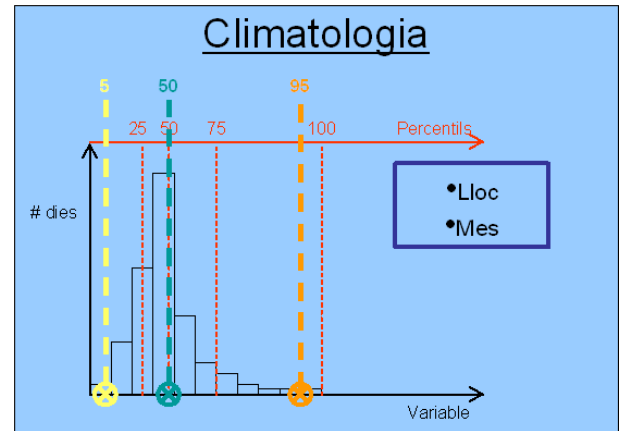 Climatologia
5 50 95
25 50 75 100 Percentils
# dies
•Lloc
•Mes
Variable